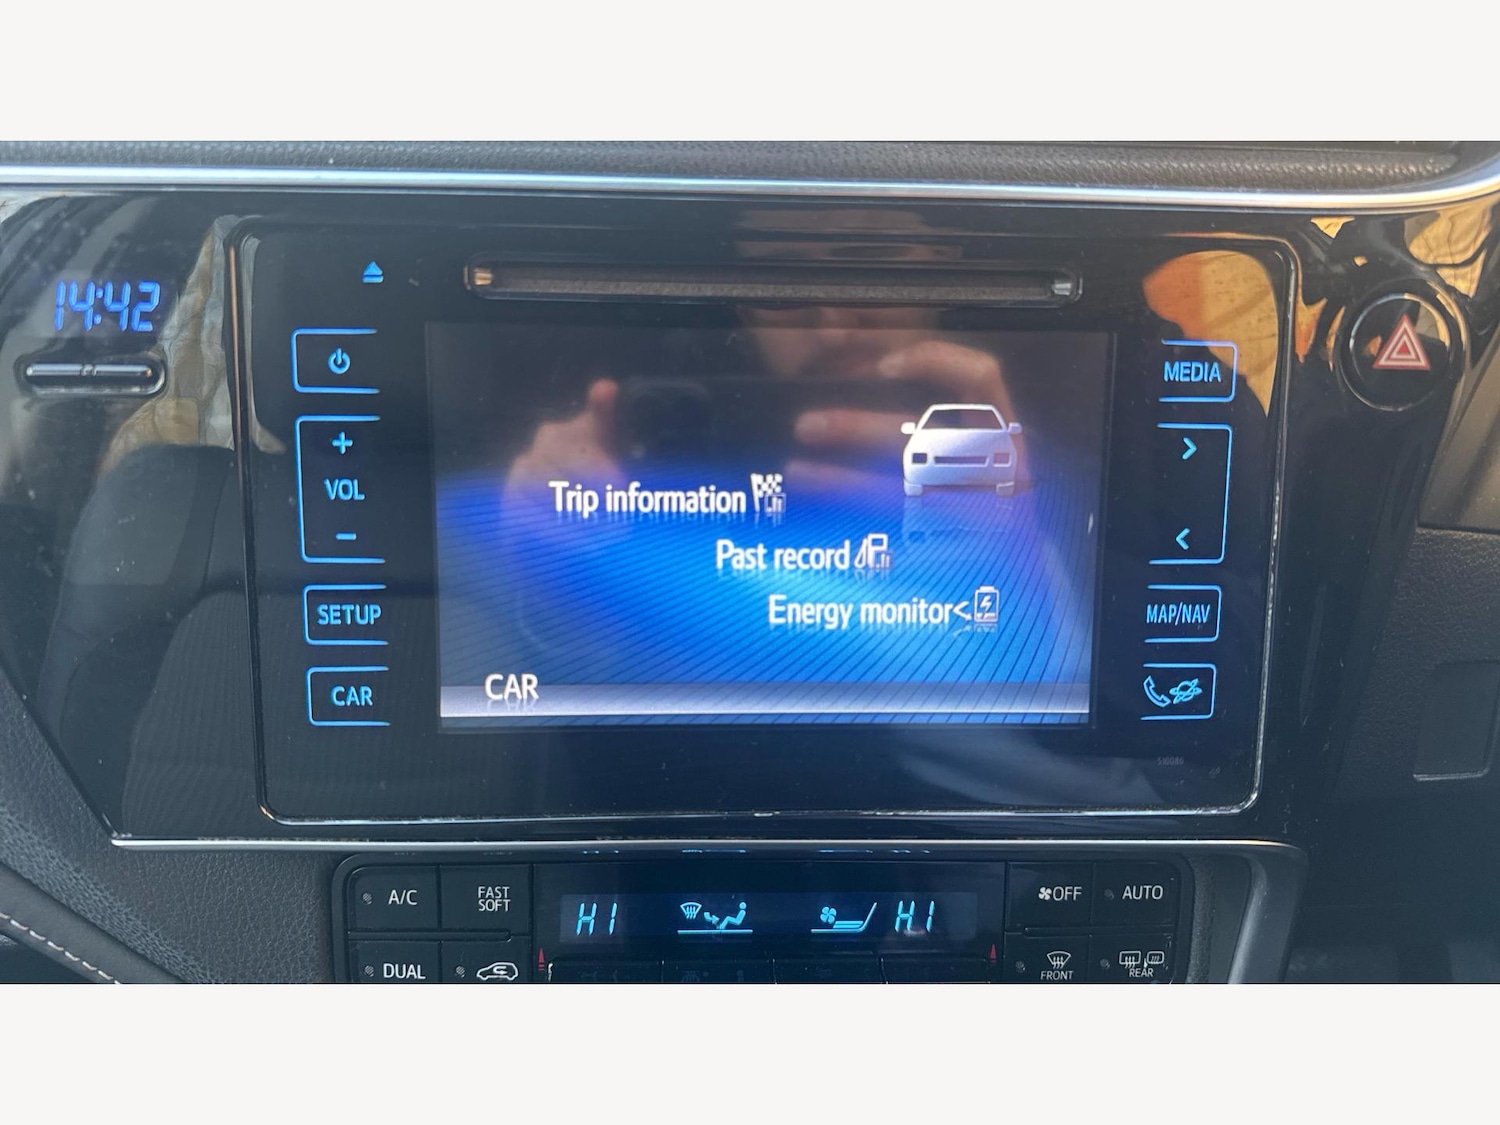 14:42
VOL
SETUP
CAR
MEDIA
MAP/NAV
Trip information
Past record
Energy monitor<
CAR
510086
A/C
FAST
SOFT
HI
HI
OFF
AUTO
DUAL
FRONT
REAR